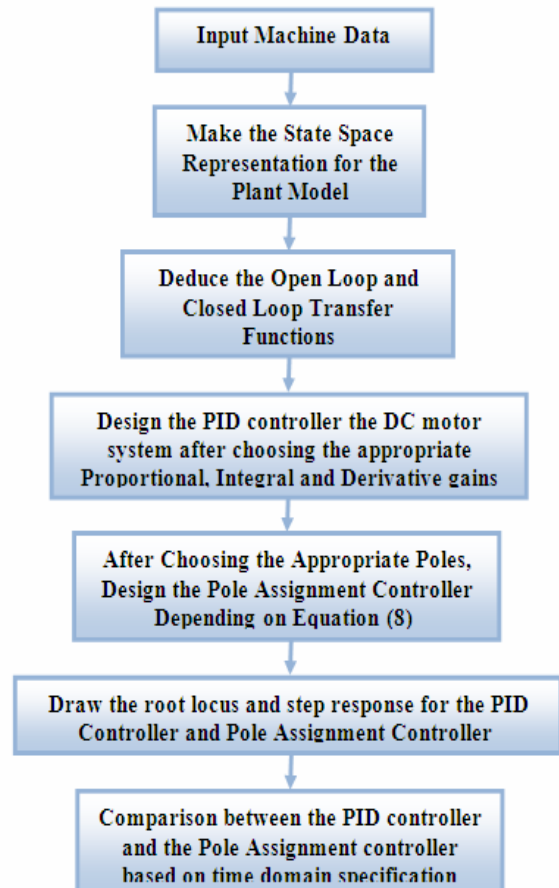 Input Machine Data
Make the State Space
Representation for the
Plant Model
Deduce the Open Loop and
Closed Loop Transfer
Functions
Design the PID controller the DC motor
system after choosing the appropriate
Proportional, Integral and Derivative gains
After Choosing the Appropriate Poles,
Design the Pole Assignment Controller
Depending on Equation (8)
Draw the root locus and step response for the PID
Controller and Pole Assignment Controller
Comparison between the PID controller
and the Pole Assignment controller
based on time domain specification